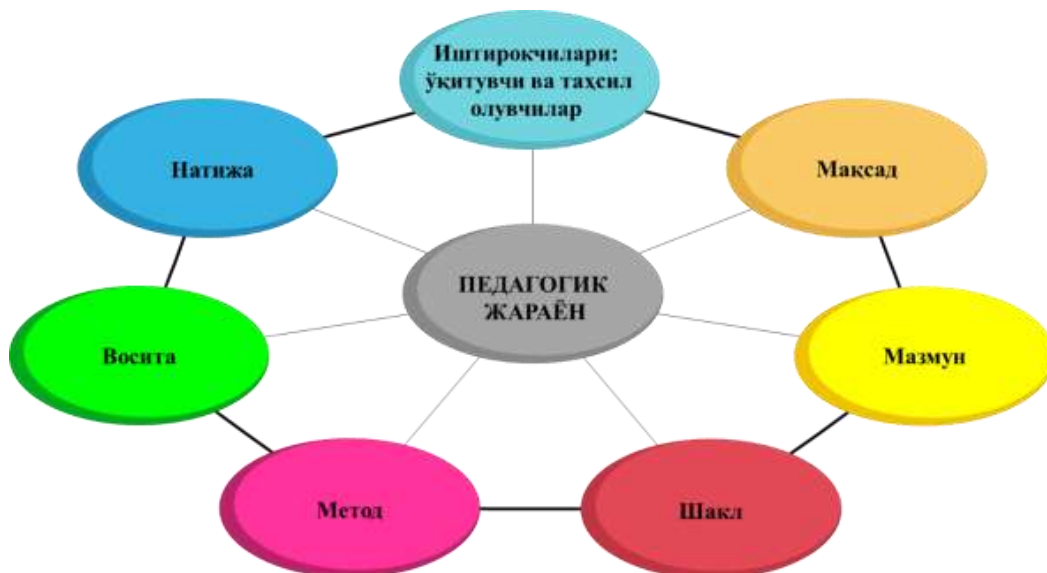 Иштирокчилари:
ўқитувчи ва таҳсил
олувчилар
Натижа
Мақсад
ПЕДАГОГИК
ЖАРАЁН
Восита
Мазмун
Метод
Шакл